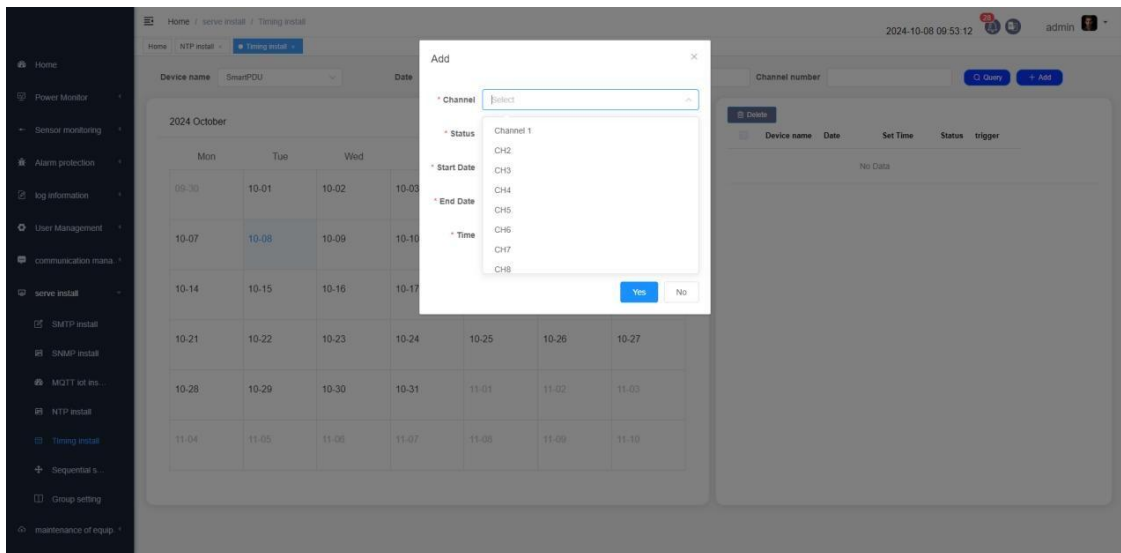 Home / serve install / Timing install
2024-10-08 09:53:12
28
admin
Home
NTP install
Timing install
Home
Power Monitor
Sensor monitoring
Alarm protection
log information
User Management
communication mana.
serve install
SMTP install
SNMP install
MQTT iot ins...
NTP install
Timing install
Sequential s...
Group setting
maintenance of equip.
Device name SmartPDU
Date
Channel number
Query
+ Add
2024 October
Mon Tue Wed
09-30 10-01 10-02 10-03
10-07 10-08 10-09 10-10
10-14 10-15 10-16 10-17
10-21 10-22 10-23 10-24 10-25 10-26 10-27
10-28 10-29 10-30 10-31 11-01 11-02 11-03
11-04 11-05 11-06 11-07 11-08 11-09 11-10
Add
* Channel Select
* Status
* Start Date
* End Date
* Time
Channel 1
CH2
CH3
CH4
CH5
CH6
CH7
CH8
Yes No
Delete
Device name Date Set Time Status trigger
No Data